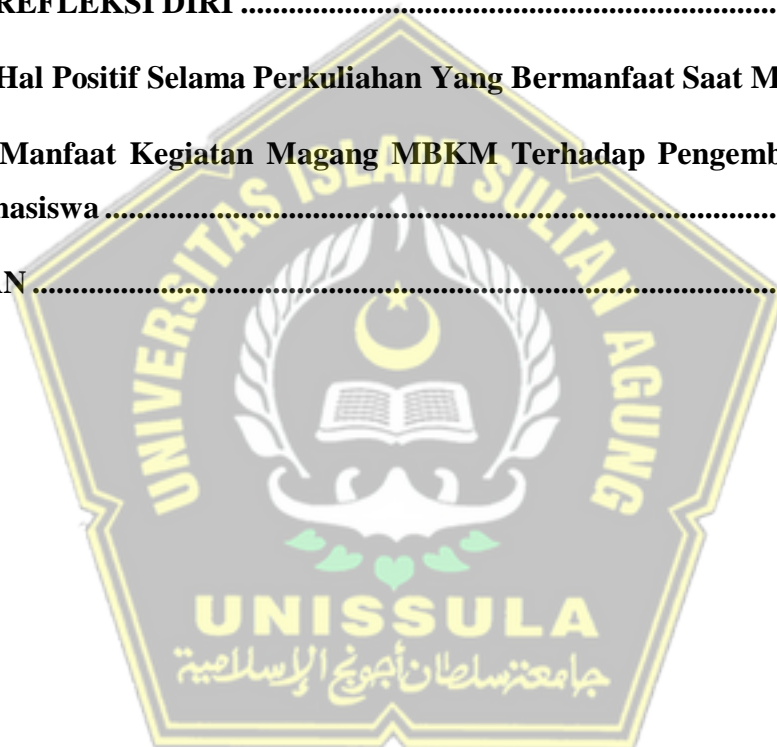 REFLEKSI DIRI ....................................................................
Hal Positif Selama Perkuliahan Yang Bermanfaat Saat M
Manfaat Kegiatan Magang MBKM Terhadap Pengemb
hasiswa ....................................................................................
AN ..............................................................................................
UNIVERSITAS ISLAM SULTAN AGUNG
UNISSULA
جامعة سلطان أجونج الإسلامية